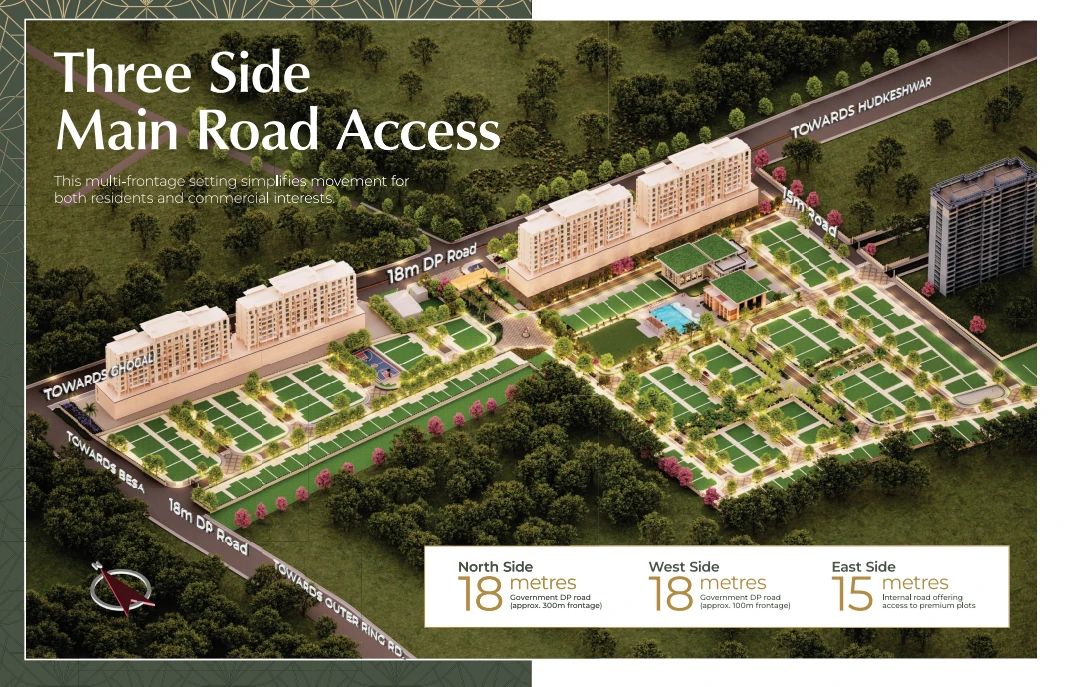 Three Side
Main Road Access
This multi-frontage setting simplifies movement for
both residents and commercial interests.
TOWARDS HUDKESHWAR
15m Road
18m DP Road
TOWARDS GHOGALI
TOWARDS BESA
18m DP Road
TOWARDS OUTER RING RD
N
North Side
18 metres
Government DP road
(approx. 300m frontage)
West Side
18 metres
Government DP road
(approx. 100m frontage)
East Side
15 metres
Internal road offering
access to premium plots